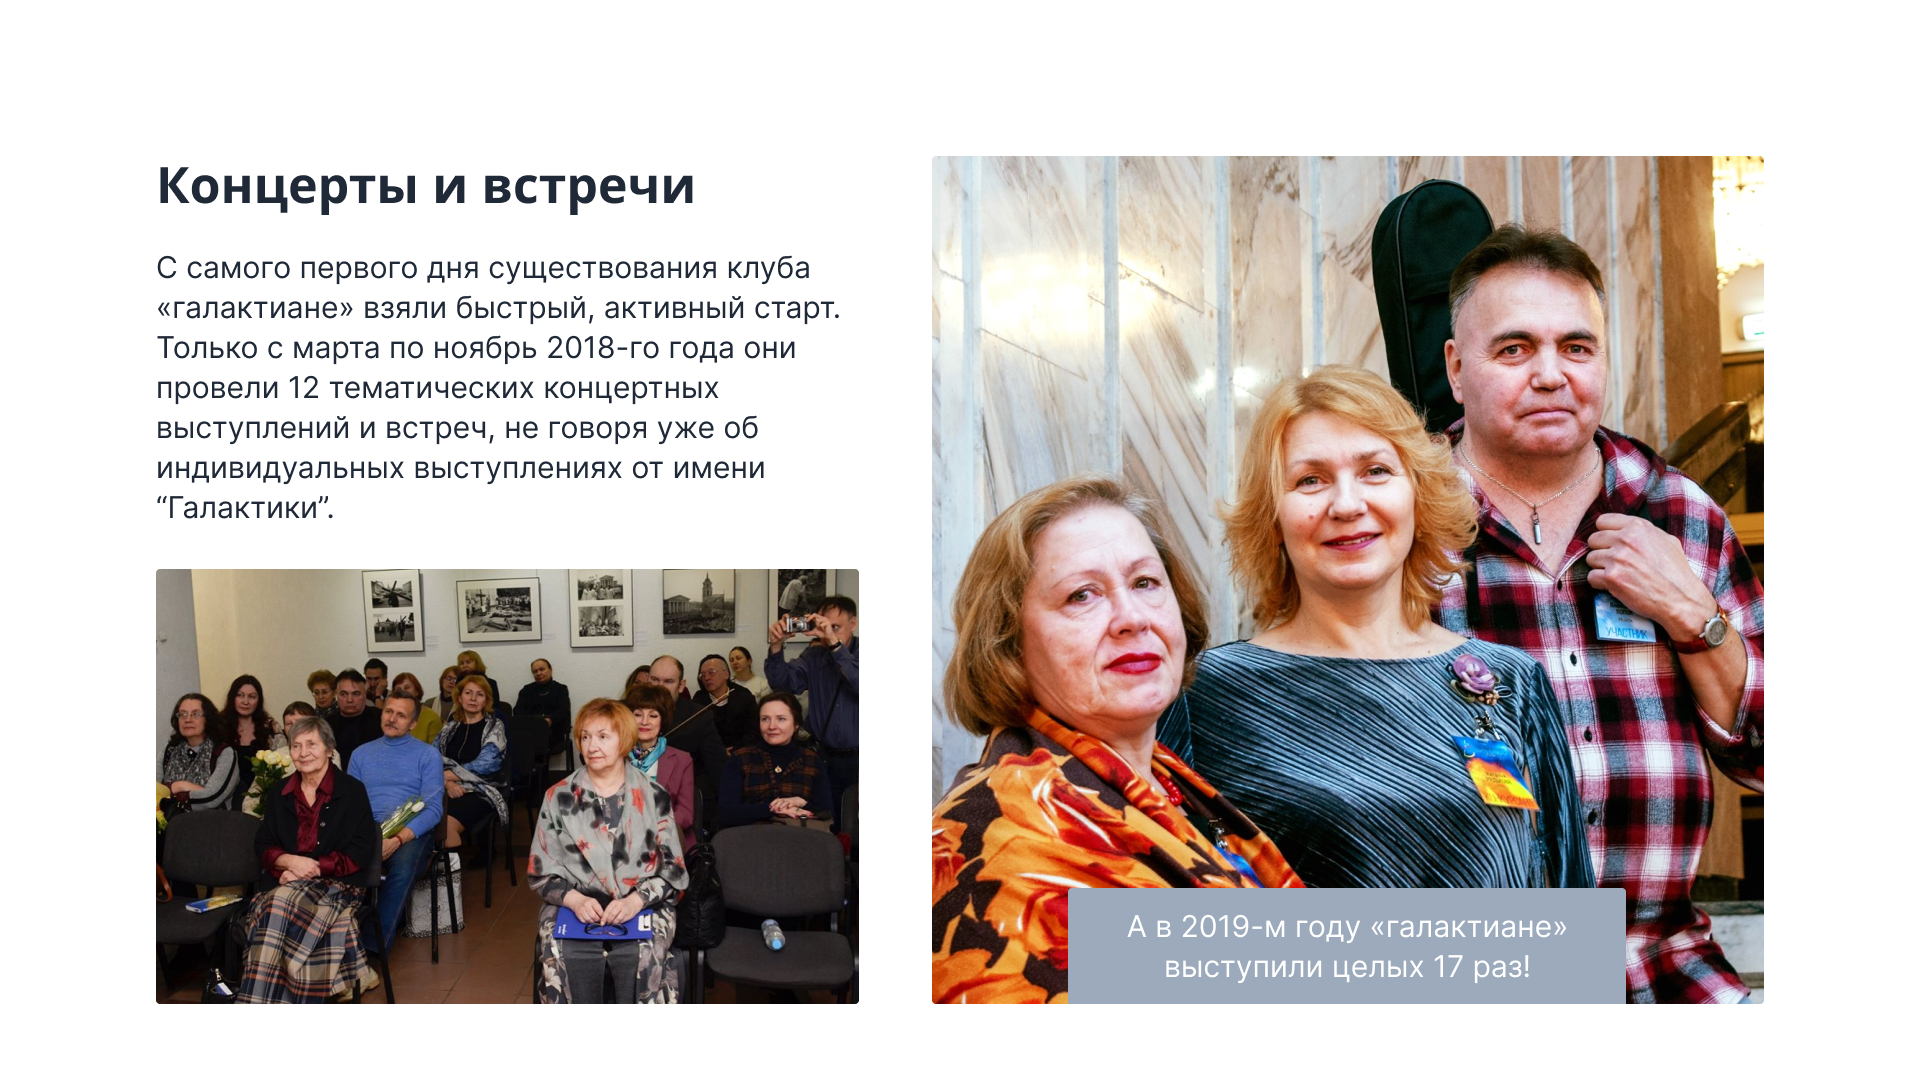 Концерты и встречи
С самого первого дня существования клуба
«галактиане» взяли быстрый, активный старт.
Только с марта по ноябрь 2018-го года они
провели 12 тематических концертных
выступлений и встреч, не говоря уже об
индивидуальных выступлениях от имени
“Галактики”.
УЧАСТНИК
А в 2019-м году «галактиане»
выступили целых 17 раз!